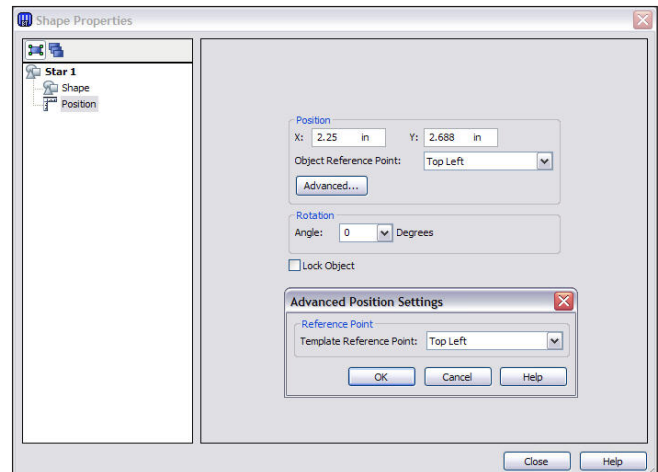 Shape Properties
Star 1
Shape
Position
Position
X: 2.25 in Y: 2.688 in
Object Reference Point: Top Left
Advanced...
Rotation
Angle: 0 Degrees
Lock Object
Advanced Position Settings
Reference Point
Template Reference Point: Top Left
OK Cancel Help
Close Help